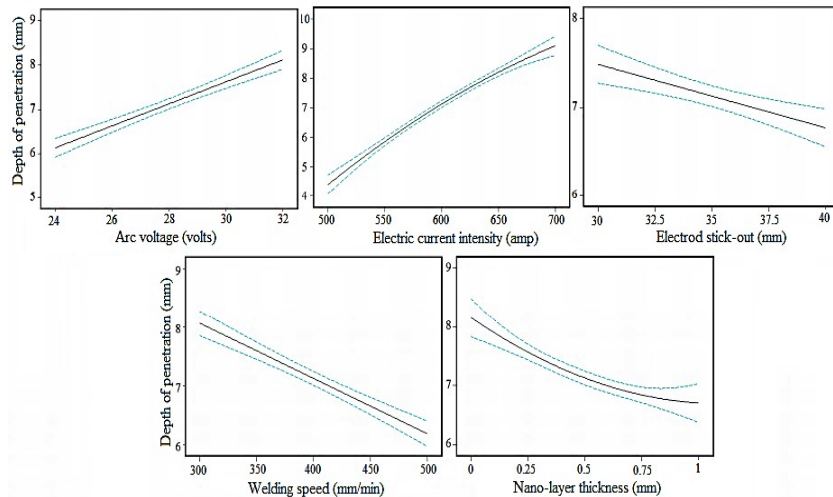 Depth of penetration (mm)
9
8
7
6
5
24 26 28 30 32
Arc voltage (volts)
10
9
8
7
6
5
4
500 550 600 650 700
Electric current intensity (amp)
8
7
6
30 32.5 35 37.5 40
Electrod stick-out (mm)
Depth of penetration (mm)
9
8
7
6
300 350 400 450 500
Welding speed (mm/min)
9
8
7
6
0 0.25 0.5 0.75 1
Nano-layer thickness (mm)